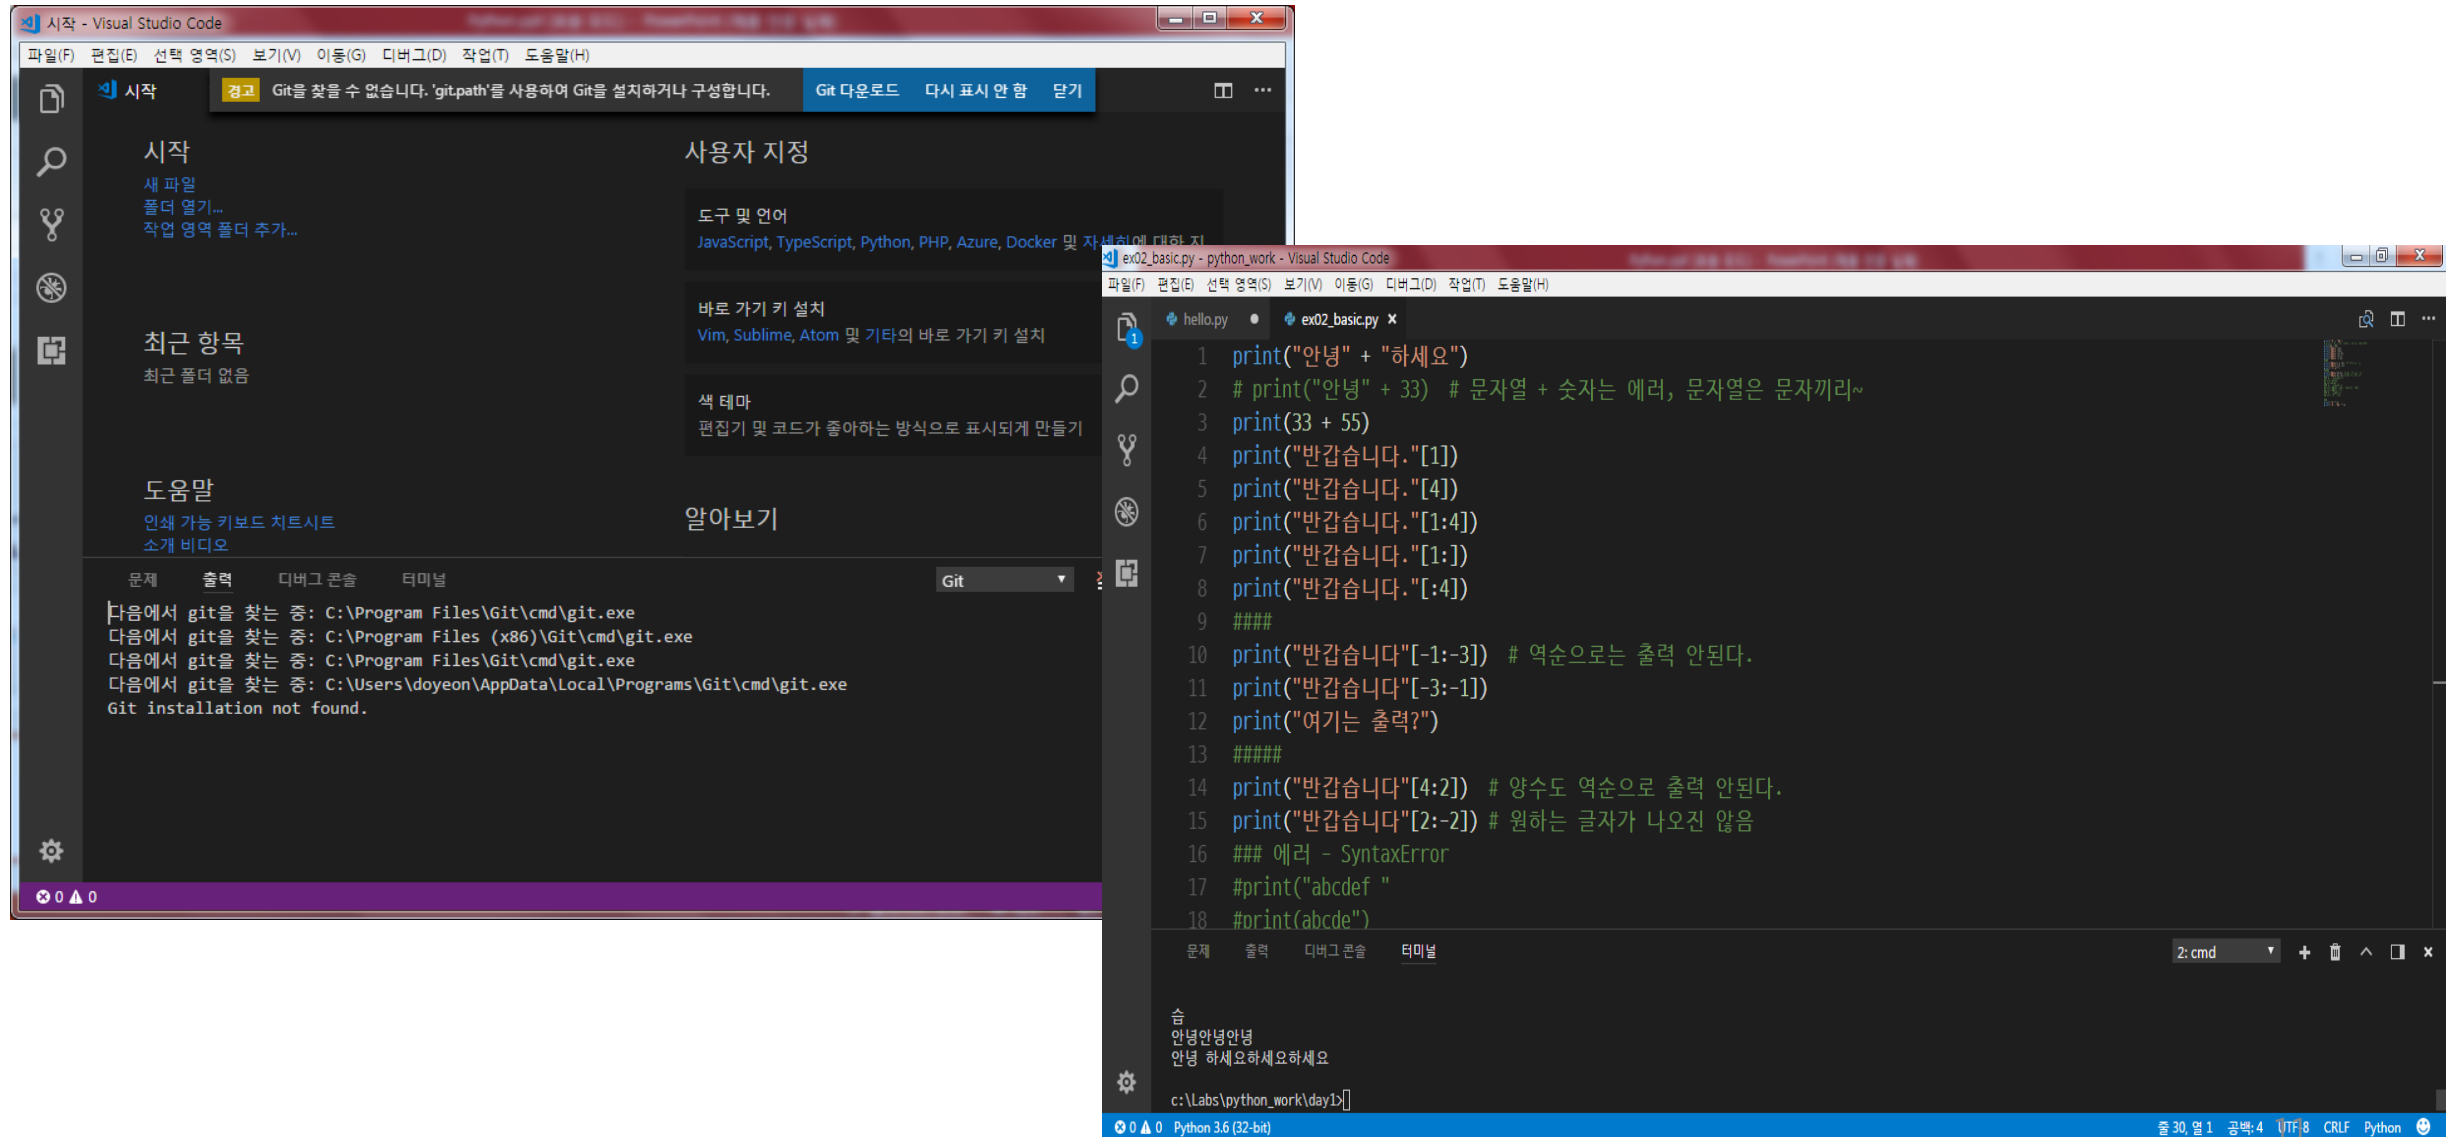 시작 - Visual Studio Code
파일(F) 편집(E) 선택 영역(S) 보기(V) 이동(G) 디버그(D) 작업(T) 도움말(H)
시작
경고 Git을 찾을 수 없습니다. 'git.path'를 사용하여 Git을 설치하거나 구성합니다. Git 다운로드 다시 표시 안 함 닫기
시작
새 파일
폴더 열기...
작업 영역 폴더 추가...
최근 항목
최근 폴더 없음
도움말
인쇄 가능 키보드 치트시트
소개 비디오
사용자 지정
도구 및 언어
JavaScript, TypeScript, Python, PHP, Azure, Docker 및 자세히에 대한 지
바로 가기 키 설치
Vim, Sublime, Atom 및 기타의 바로 가기 키 설치
색 테마
편집기 및 코드가 좋아하는 방식으로 표시되게 만들기
알아보기
문제 출력 디버그 콘솔 터미널 Git
다음에서 git을 찾는 중: C:\Program Files\Git\cmd\git.exe
다음에서 git을 찾는 중: C:\Program Files (x86)\Git\cmd\git.exe
다음에서 git을 찾는 중: C:\Program Files\Git\cmd\git.exe
다음에서 git을 찾는 중: C:\Users\doyeon\AppData\Local\Programs\Git\cmd\git.exe
Git installation not found.
0 0
ex02_basic.py - python_work - Visual Studio Code
파일(F) 편집(E) 선택 영역(S) 보기(V) 이동(G) 디버그(D) 작업(T) 도움말(H)
1
hello.py ex02_basic.py
1 print("안녕" + "하세요")
2 # print("안녕" + 33) # 문자열 + 숫자는 에러, 문자열은 문자끼리~
3 print(33 + 55)
4 print("반갑습니다."[1])
5 print("반갑습니다."[4])
6 print("반갑습니다."[1:4])
7 print("반갑습니다."[1:])
8 print("반갑습니다."[:4])
9 ####
10 print("반갑습니다"[-1:-3]) # 역순으로는 출력 안된다.
11 print("반갑습니다"[-3:-1])
12 print("여기는 출력?")
13 #####
14 print("반갑습니다"[4:2]) # 양수도 역순으로 출력 안된다.
15 print("반갑습니다"[2:-2]) # 원하는 글자가 나오진 않음
16 ### 에러 - SyntaxError
17 #print("abcdef "
18 #print(abcde")
문제 출력 디버그 콘솔 터미널 2: cmd
습
안녕안녕안녕
안녕 하세요하세요하세요
c:\Labs\python_work\day1>
0 0 Python 3.6 (32-bit) 줄 30, 열 1 공백: 4 UTF-8 CRLF Python
11